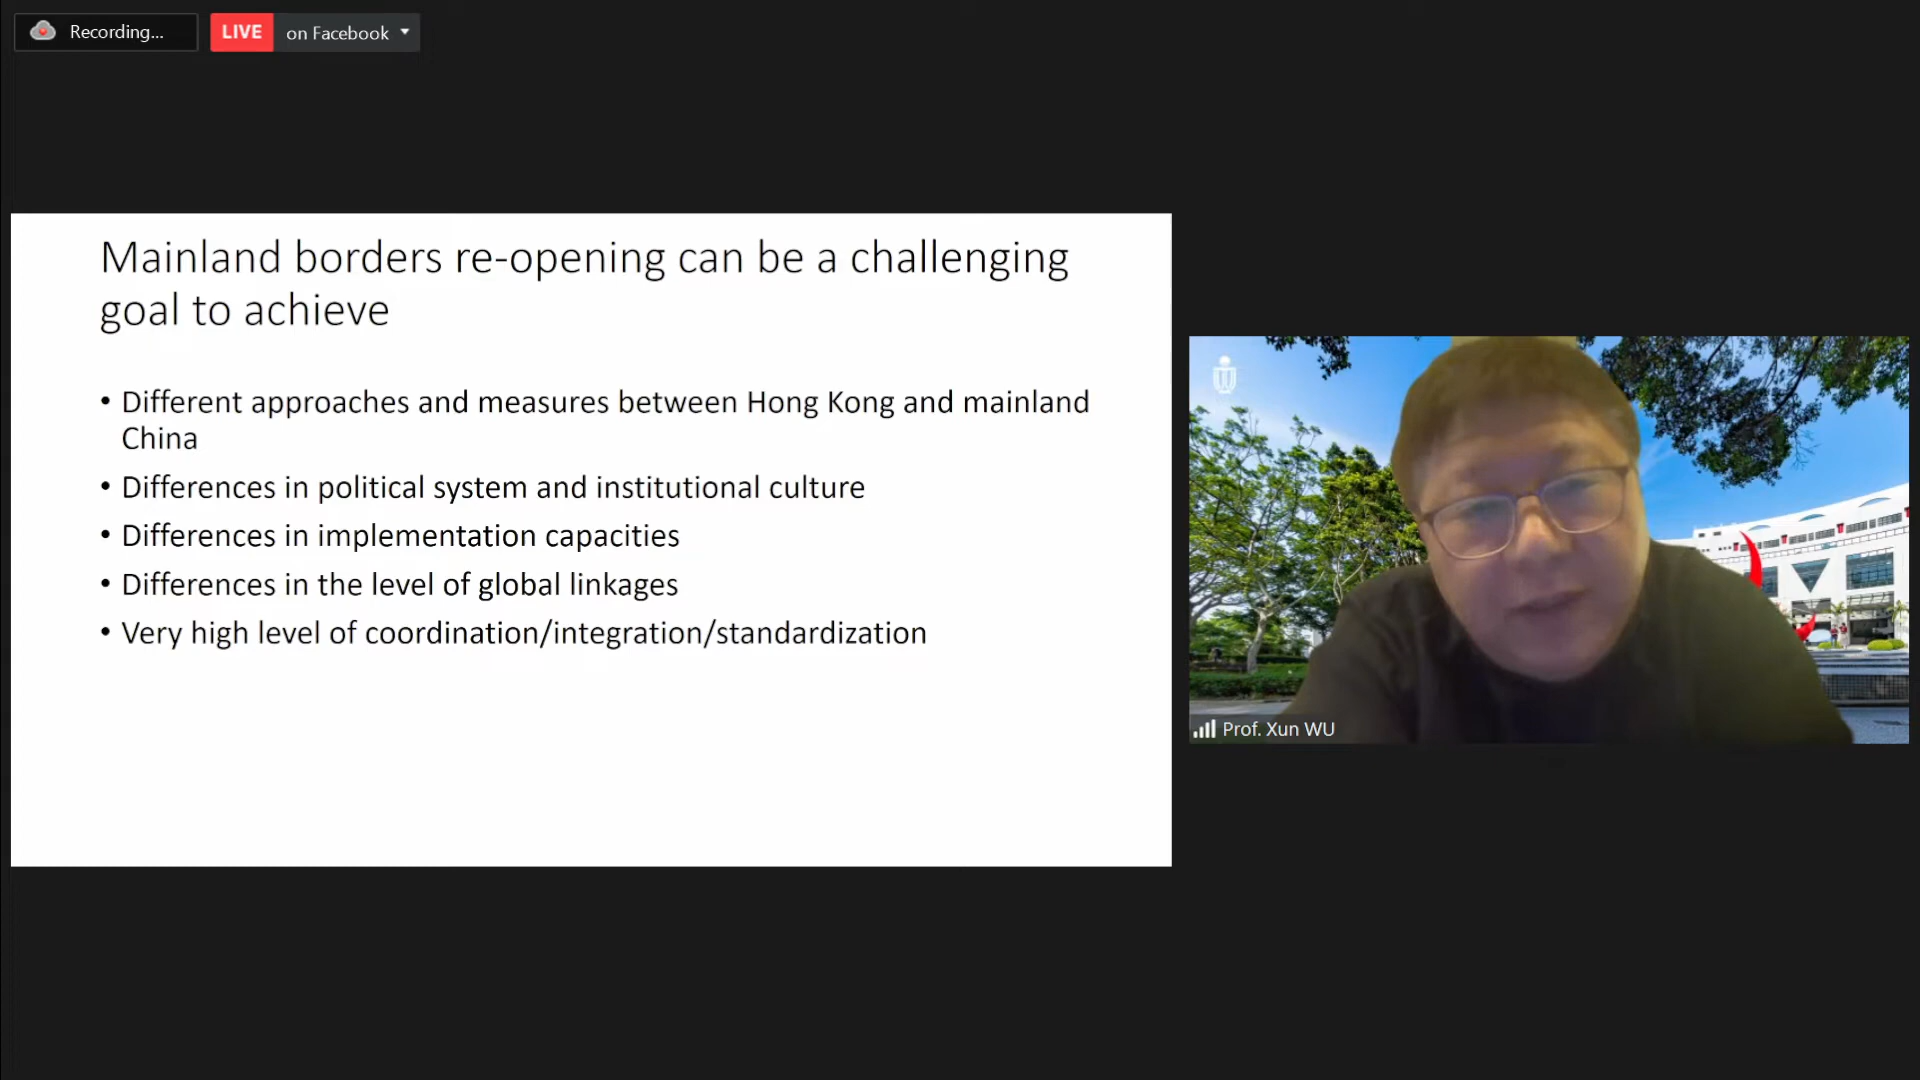 Recording...
LIVE on Facebook
Mainland borders re-opening can be a challenging
goal to achieve
• Different approaches and measures between Hong Kong and mainland
China
• Differences in political system and institutional culture
• Differences in implementation capacities
• Differences in the level of global linkages
• Very high level of coordination/integration/standardization
Prof. Xun WU